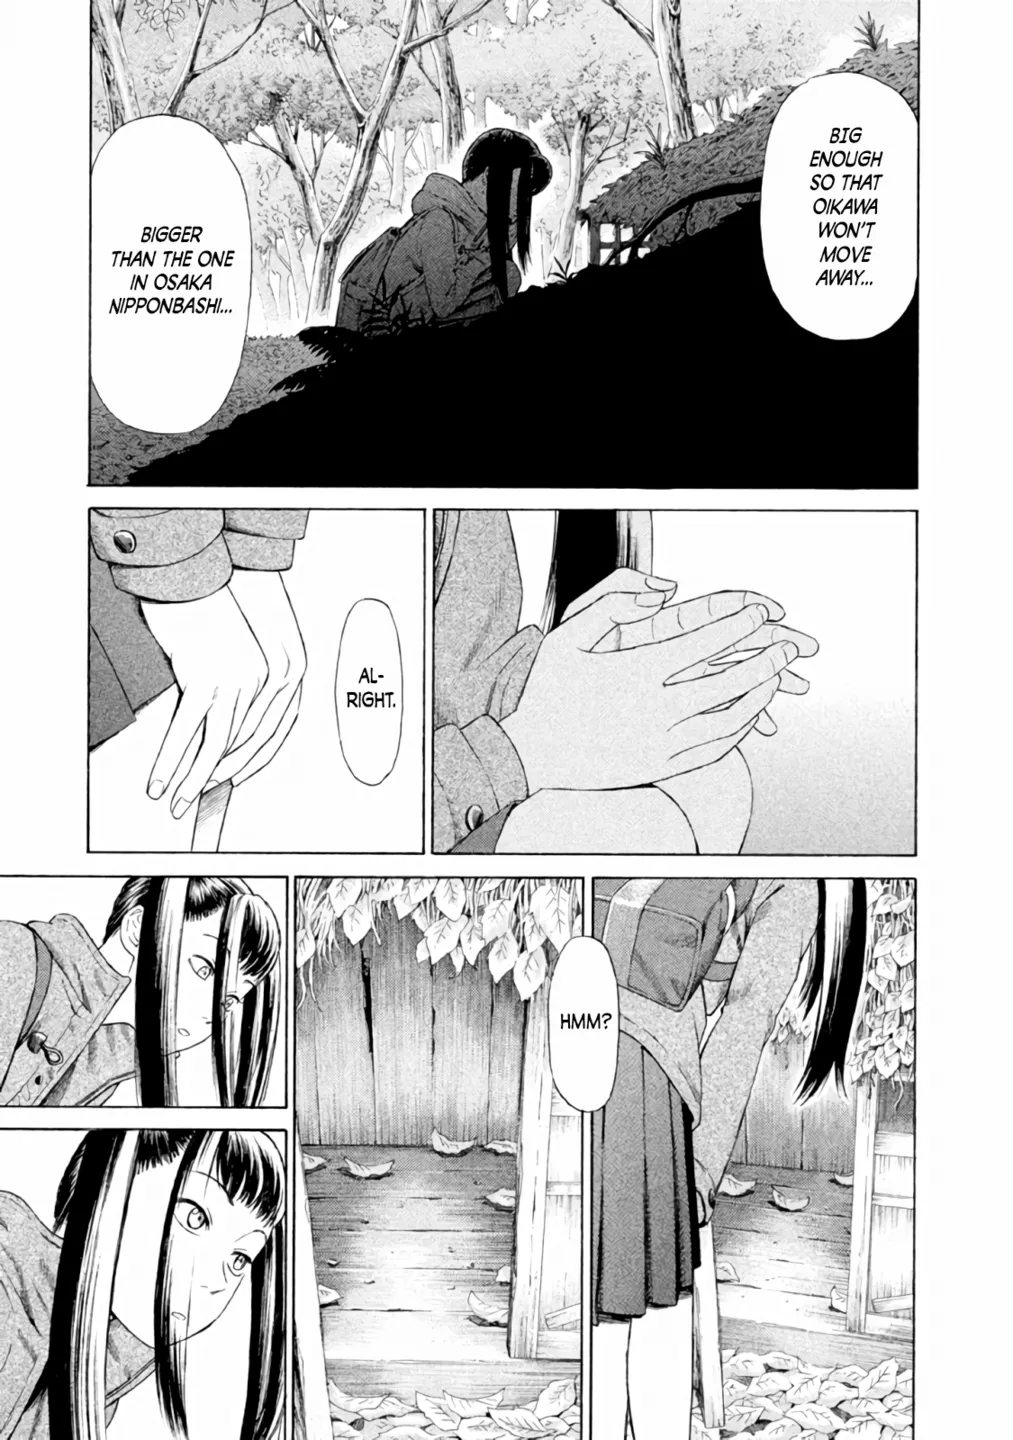 BIG
ENOUGH
SO THAT
OIKAWA
WON'T
MOVE
AWAY...
BIGGER
THAN THE ONE
IN OSAKA
NIPPONBASHI...
AL-
RIGHT.
HMM?